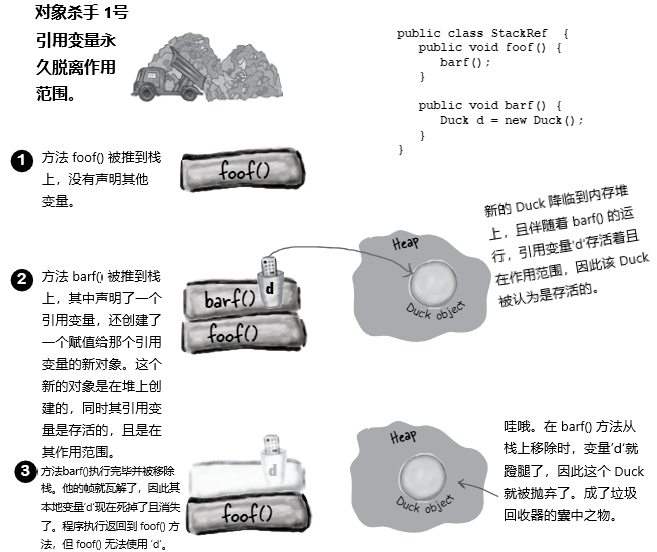 对象杀手 1号
引用变量永
久脱离作用
范围。
public class StackRef {
public void foof() {
barf();
}
public void barf() {
Duck d = new Duck();
}
}
1 方法 foof() 被推到栈
上，没有声明其他
变量。
foof()
新的 Duck 降临到内存堆
上，且伴随着 barf() 的运
行，引用变量‘d’存活着且
在作用范围，因此该 Duck
被认为是存活的。
2 方法 barf() 被推到栈
上，其中声明了一个
引用变量，还创建了
一个赋值给那个引用
变量的新对象。这个
新的对象是在堆上创
建的，同时其引用变
量是存活的，且是在
其作用范围。
d
barf()
foof()
Heap
Duck object
3 方法barf()执行完毕并被移除
栈。他的帧就瓦解了，因此其
本地变量‘d’现在死掉了且消失
了。程序执行返回到 foof() 方
法，但 foof() 无法使用 ‘d’。
d
foof()
Heap
Duck object
哇哦。在 barf() 方法从
栈上移除时，变量‘d’就
蹬腿了，因此这个 Duck
就被抛弃了。成了垃圾
回收器的囊中之物。